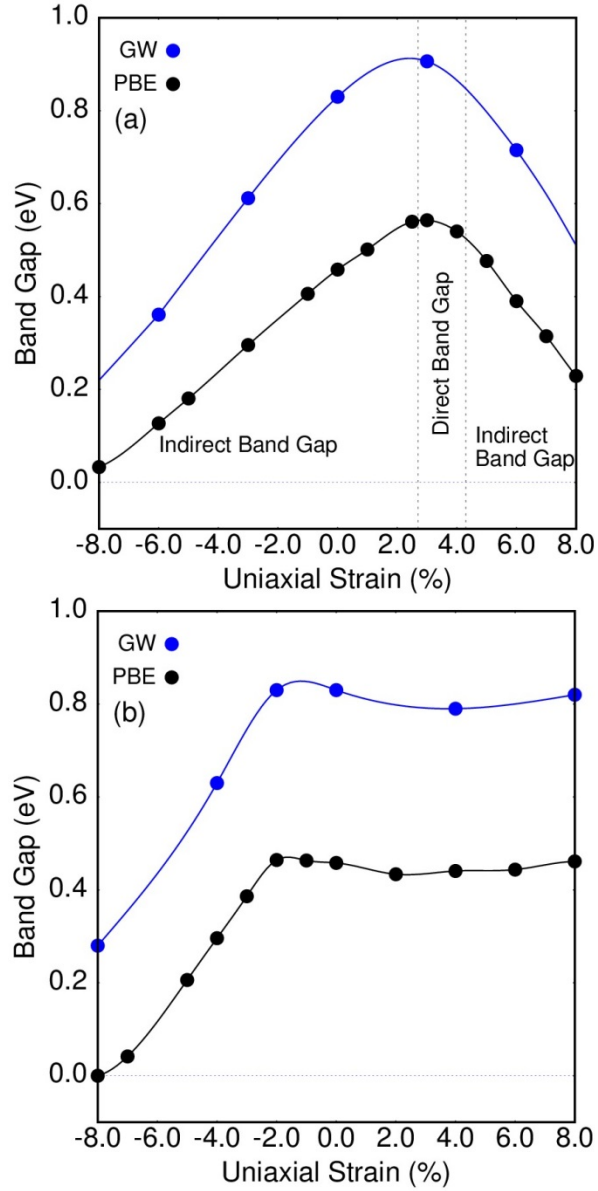 1.0
GW
PBE
(a)
0.8
0.6
0.4
0.2
0.0
Band Gap (eV)
Indirect Band Gap
Direct Band Gap
Indirect
Band Gap
-8.0 -6.0 -4.0 -2.0 0.0 2.0 4.0 6.0 8.0
Uniaxial Strain (%)
1.0
GW
PBE
(b)
0.8
0.6
0.4
0.2
0.0
Band Gap (eV)
-8.0 -6.0 -4.0 -2.0 0.0 2.0 4.0 6.0 8.0
Uniaxial Strain (%)